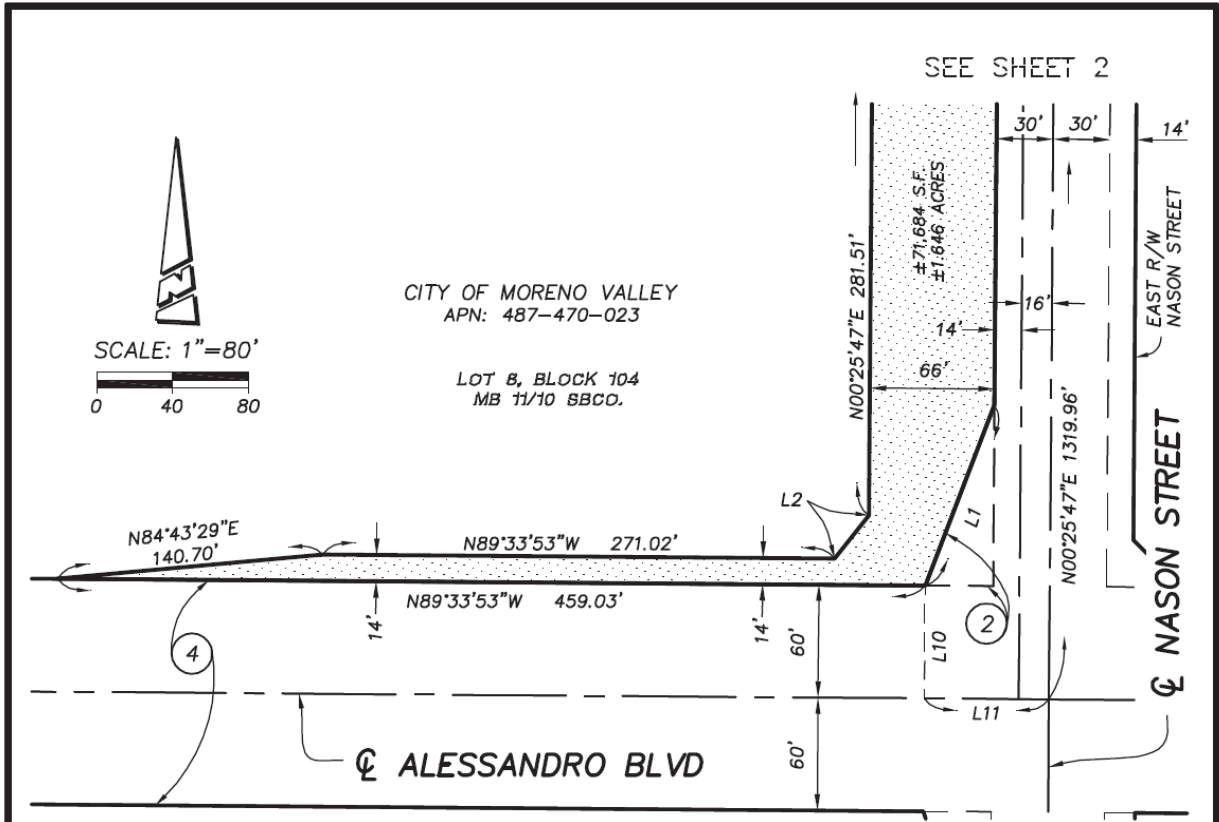 SEE SHEET 2
30'
30'
14'
N
SCALE: 1"=80'
0 40 80
CITY OF MORENO VALLEY
APN: 487-470-023
LOT 8, BLOCK 104
MB 11/10 SBCO.
N00°25'47"E 281.51'
±71,684 S.F.
±1.646 ACRES
16'
14'
66'
EAST R/W
NASON STREET
N00°25'47"E 1319.96'
℄ NASON STREET
L2
L1
N84°43'29"E
140.70'
N89°33'53"W 271.02'
N89°33'53"W 459.03'
14'
14'
60'
L10
2
4
L11
60'
℄ ALESSANDRO BLVD